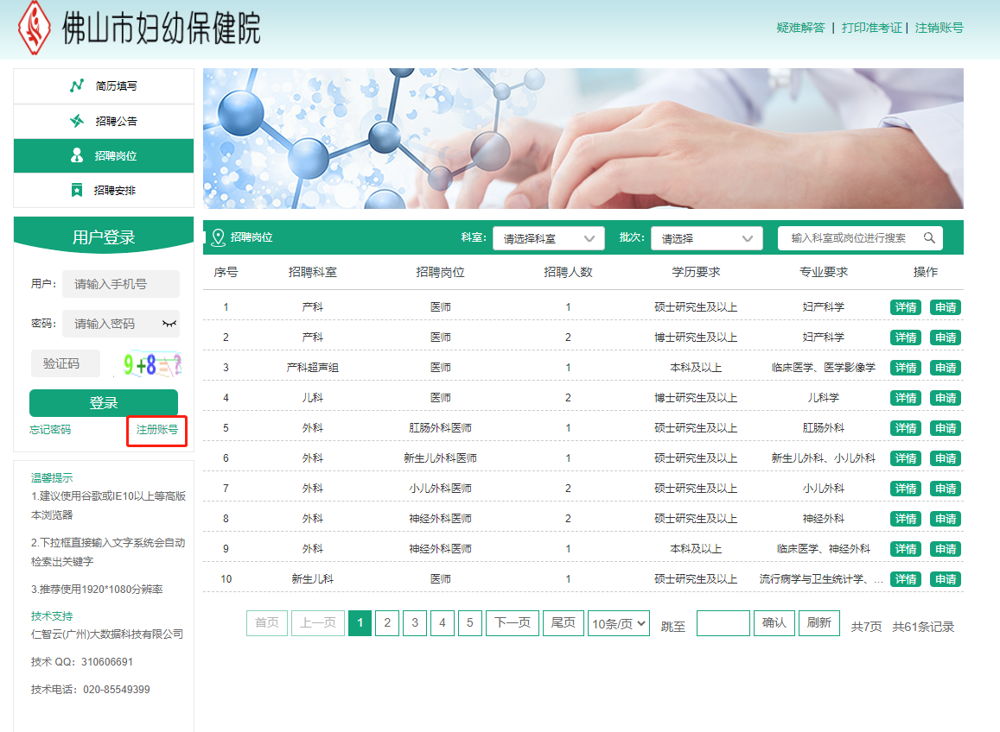 佛山市妇幼保健院
疑难解答 | 打印准考证 | 注销账号
简历填写
招聘公告
招聘岗位
招聘安排
用户登录
用户： 请输入手机号
密码： 请输入密码
验证码 9+8=?
登录
忘记密码 注册账号
温馨提示
1.建议使用谷歌或IE10以上等高版
本浏览器
2.下拉框直接输入文字系统会自动
检索出关键字
3.推荐使用1920*1080分辨率
技术支持
仁智云(广州)大数据科技有限公司
技术 QQ：310606691
技术电话：020-85549399
招聘岗位 科室： 请选择科室 批次： 请选择 输入科室或岗位进行搜索
序号 招聘科室 招聘岗位 招聘人数 学历要求 专业要求 操作
1 产科 医师 1 硕士研究生及以上 妇产科学 详情 申请
2 产科 医师 2 博士研究生及以上 妇产科学 详情 申请
3 产科超声组 医师 1 本科及以上 临床医学、医学影像学 详情 申请
4 儿科 医师 2 博士研究生及以上 儿科学 详情 申请
5 外科 肛肠外科医师 1 硕士研究生及以上 肛肠外科 详情 申请
6 外科 新生儿外科医师 1 硕士研究生及以上 新生儿外科、小儿外科 详情 申请
7 外科 小儿外科医师 2 硕士研究生及以上 小儿外科 详情 申请
8 外科 神经外科医师 2 硕士研究生及以上 神经外科 详情 申请
9 外科 神经外科医师 1 本科及以上 临床医学、神经外科 详情 申请
10 新生儿科 医师 1 硕士研究生及以上 流行病学与卫生统计学、... 详情 申请
首页 上一页 1 2 3 4 5 下一页 尾页 10条/页 跳至 确认 刷新 共7页 共61条记录